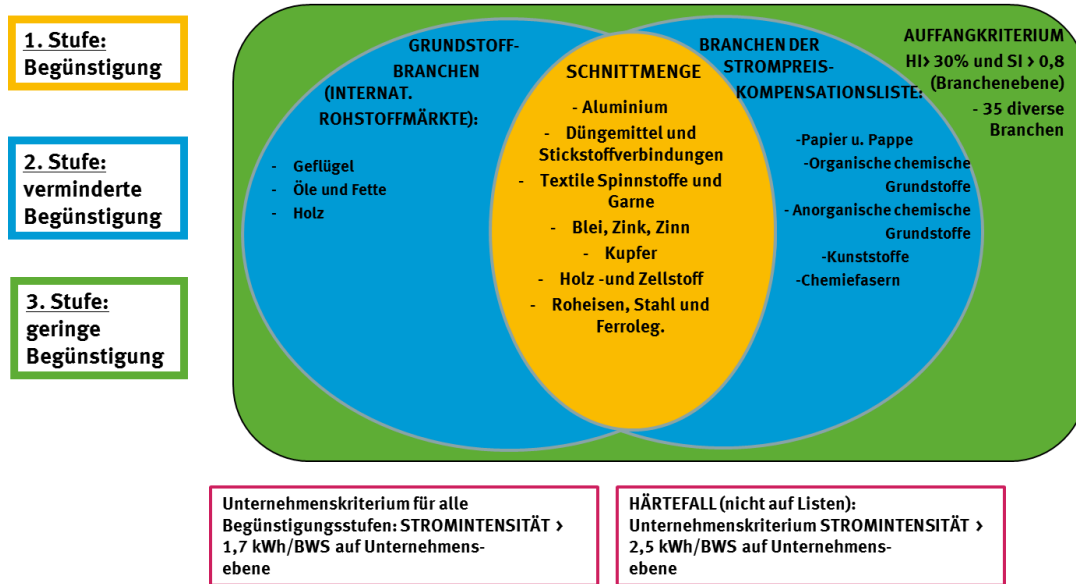 1. Stufe:
Begünstigung
2. Stufe:
verminderte
Begünstigung
3. Stufe:
geringe
Begünstigung
GRUNDSTOFF-
BRANCHEN
(INTERNAT.
ROHSTOFFMÄRKTE):
- Geflügel
- Öle und Fette
- Holz
SCHNITTMENGE
- Aluminium
- Düngemittel und
Stickstoffverbindungen
- Textile Spinnstoffe und
Garne
- Blei, Zink, Zinn
- Kupfer
- Holz -und Zellstoff
- Roheisen, Stahl und
Ferroleg.
BRANCHEN DER
STROMPREIS-
KOMPENSATIONSLISTE:
-Papier u. Pappe
-Organische chemische
Grundstoffe
- Anorganische chemische
Grundstoffe
-Kunststoffe
-Chemiefasern
AUFFANGKRITERIUM
HI> 30% und SI > 0,8
(Branchenebene)
- 35 diverse
Branchen
Unternehmenskriterium für alle
Begünstigungsstufen: STROMINTENSITÄT >
1,7 kWh/BWS auf Unternehmens-
ebene
HÄRTEFALL (nicht auf Listen):
Unternehmenskriterium STROMINTENSITÄT >
2,5 kWh/BWS auf Unternehmens-
ebene